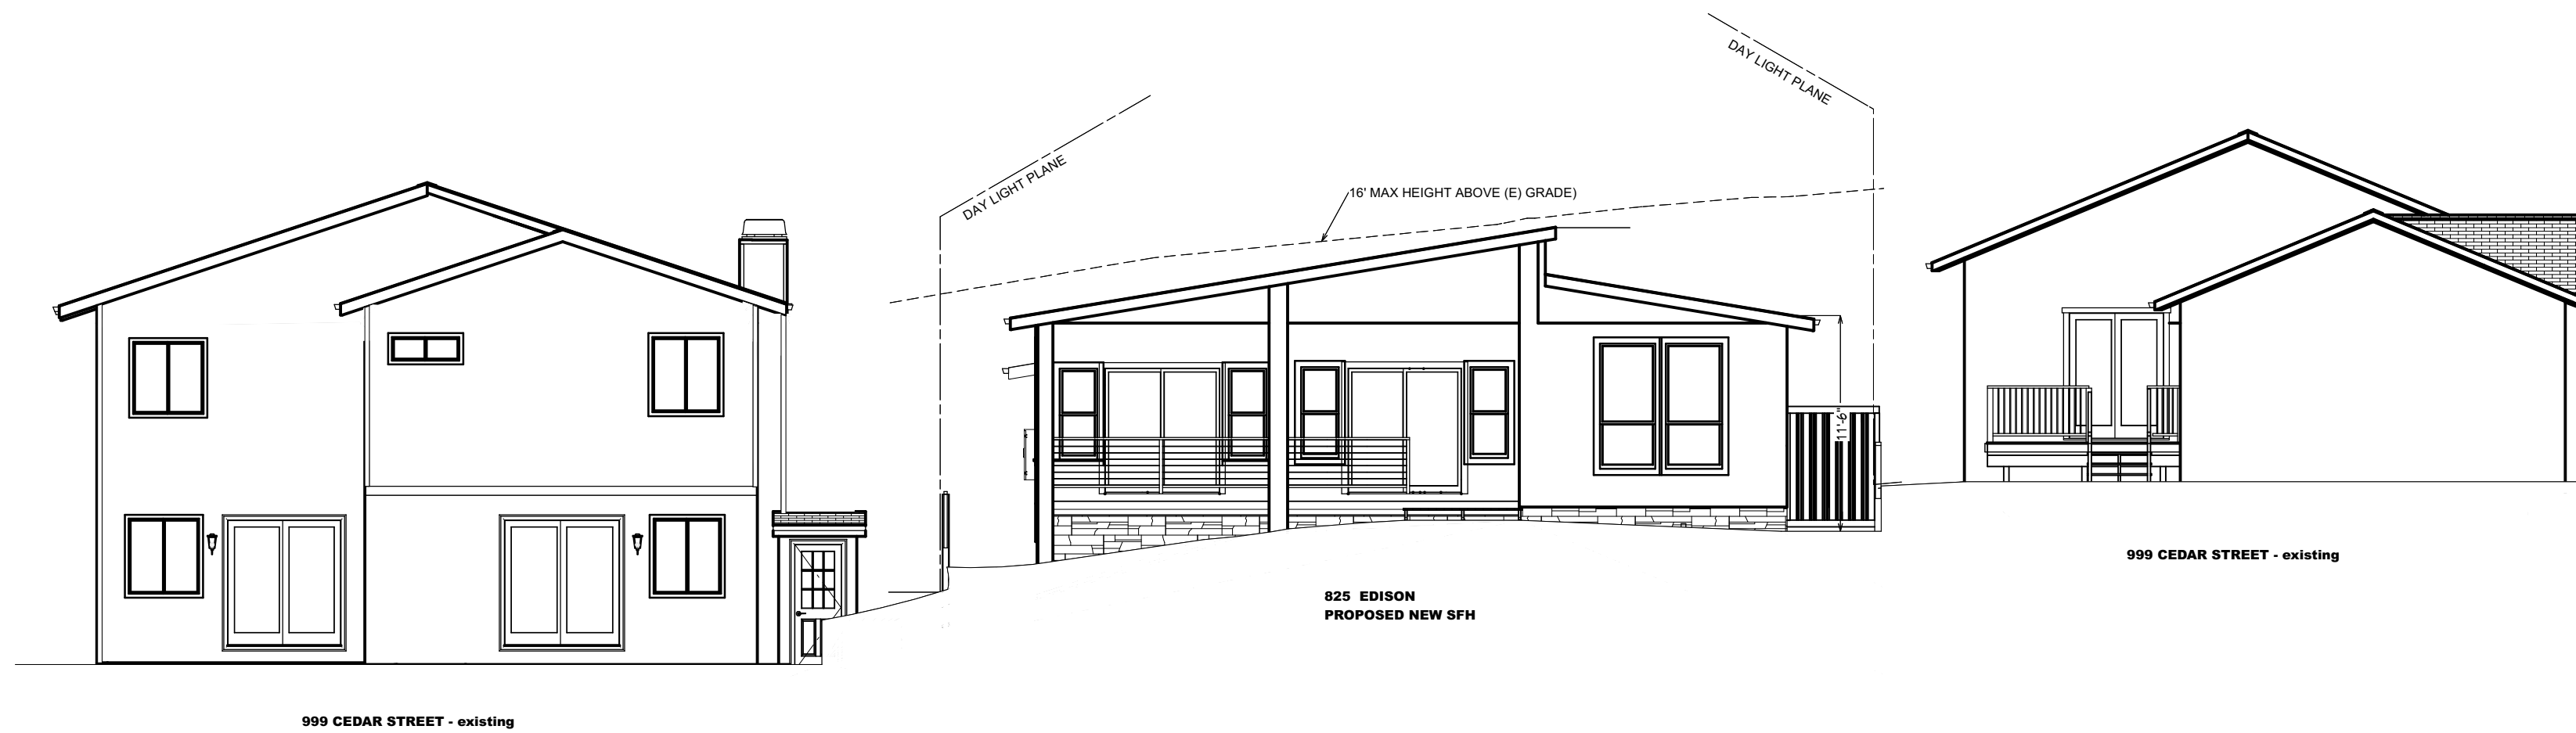 DAY LIGHT PLANE
DAY LIGHT PLANE
16' MAX HEIGHT ABOVE (E) GRADE)
11'-6"
999 CEDAR STREET - existing
825 EDISON
PROPOSED NEW SFH
999 CEDAR STREET - existing